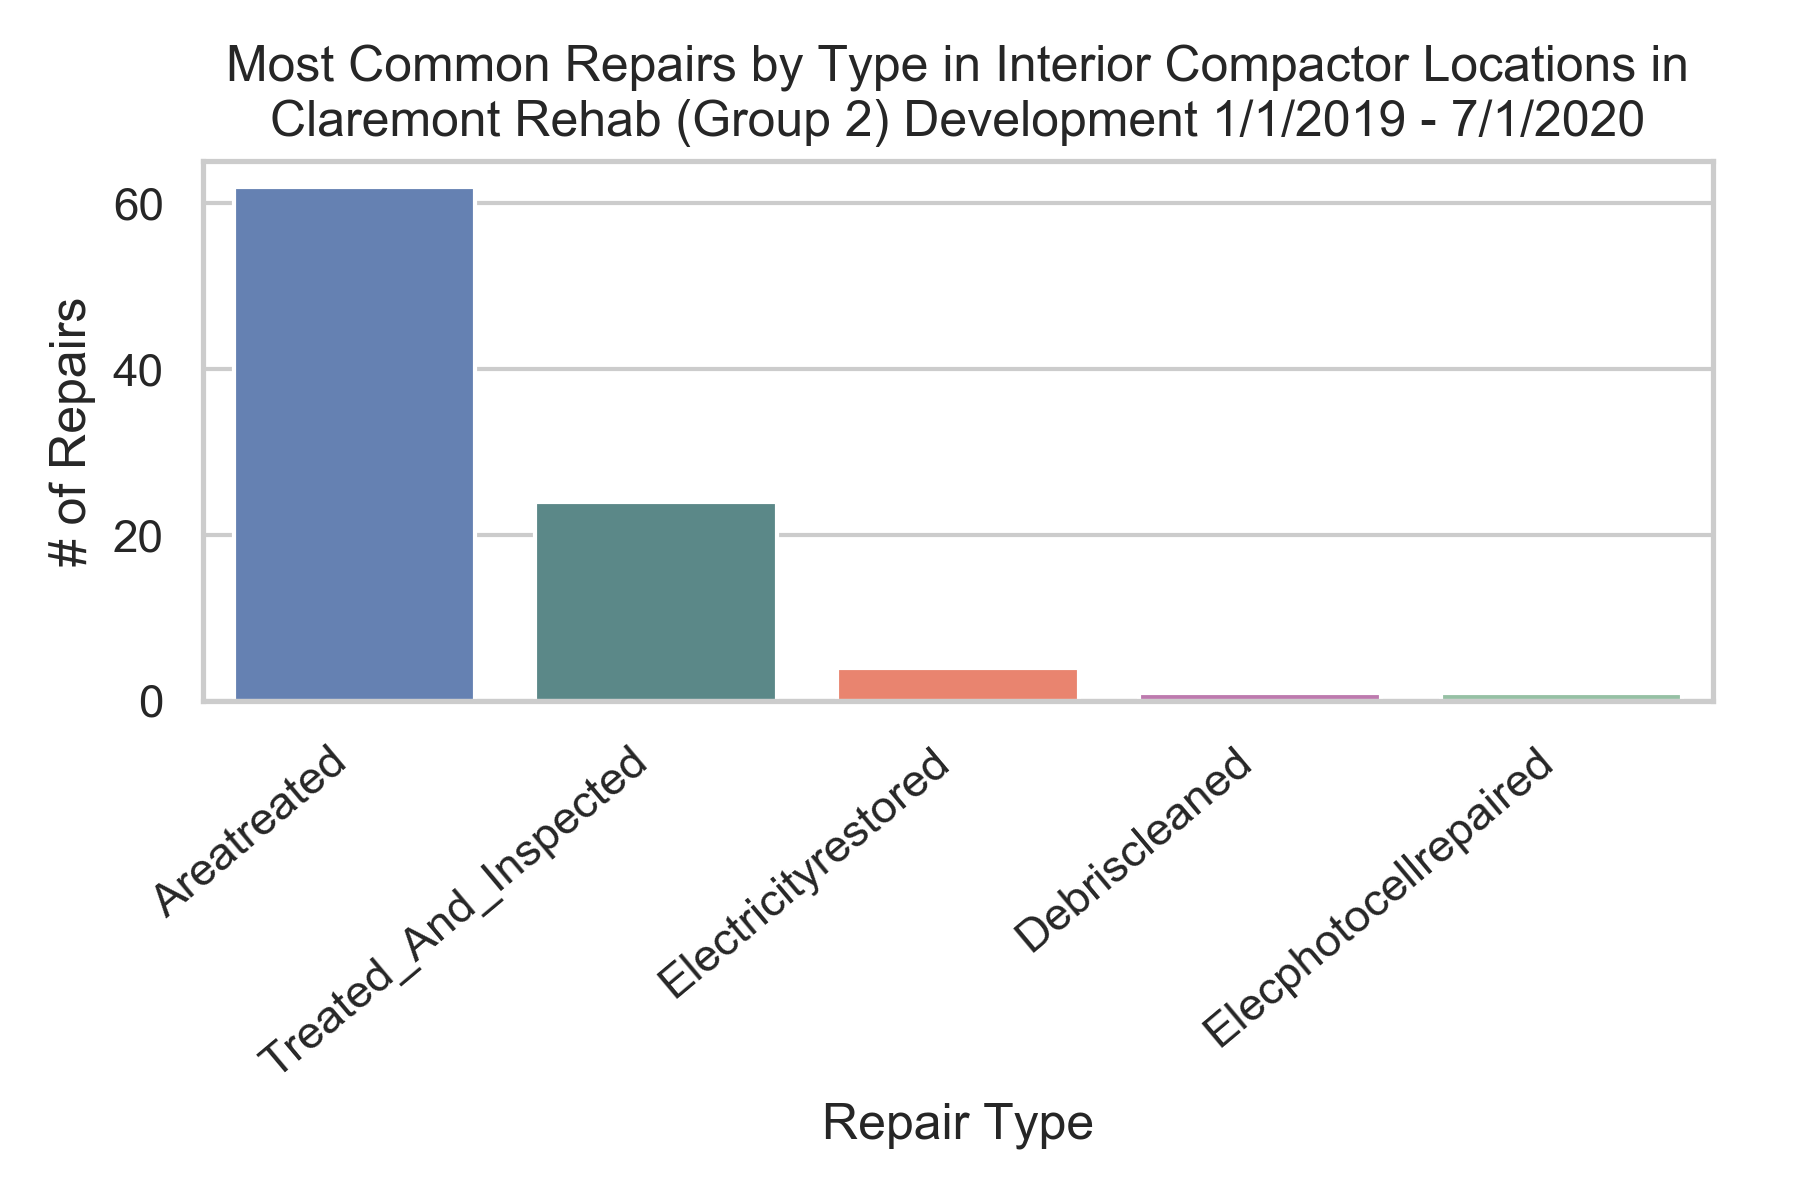 Most Common Repairs by Type in Interior Compactor Locations in
Claremont Rehab (Group 2) Development 1/1/2019 - 7/1/2020
# of Repairs
60
40
20
0
Areatreated
Treated_And_Inspected
Electricityrestored
Debriscleaned
Elecphotocellrepaired
Repair Type